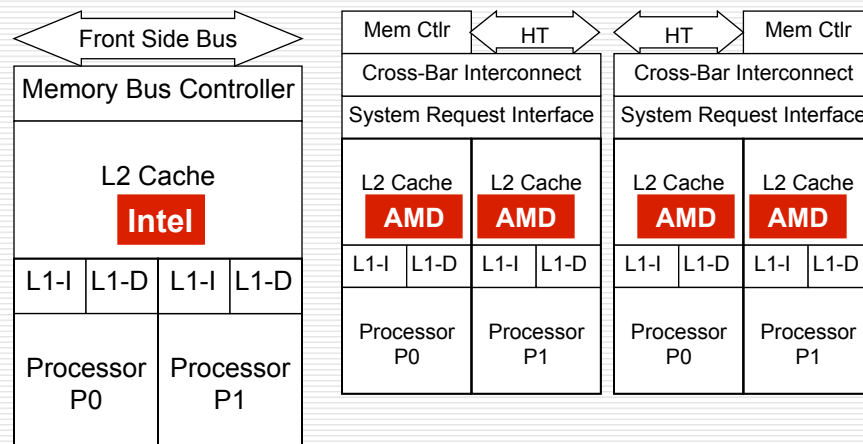 Front Side Bus
Memory Bus Controller
L2 Cache
Intel
L1-I L1-D L1-I L1-D
Processor P0
Processor P1
Mem Ctlr
HT
Cross-Bar Interconnect
System Request Interface
L2 Cache
AMD
L2 Cache
AMD
L1-I L1-D L1-I L1-D
Processor
P0
Processor
P1
HT
Mem Ctlr
Cross-Bar Interconnect
System Request Interface
L2 Cache
AMD
L2 Cache
AMD
L1-I L1-D L1-I L1-D
Processor
P0
Processor
P1